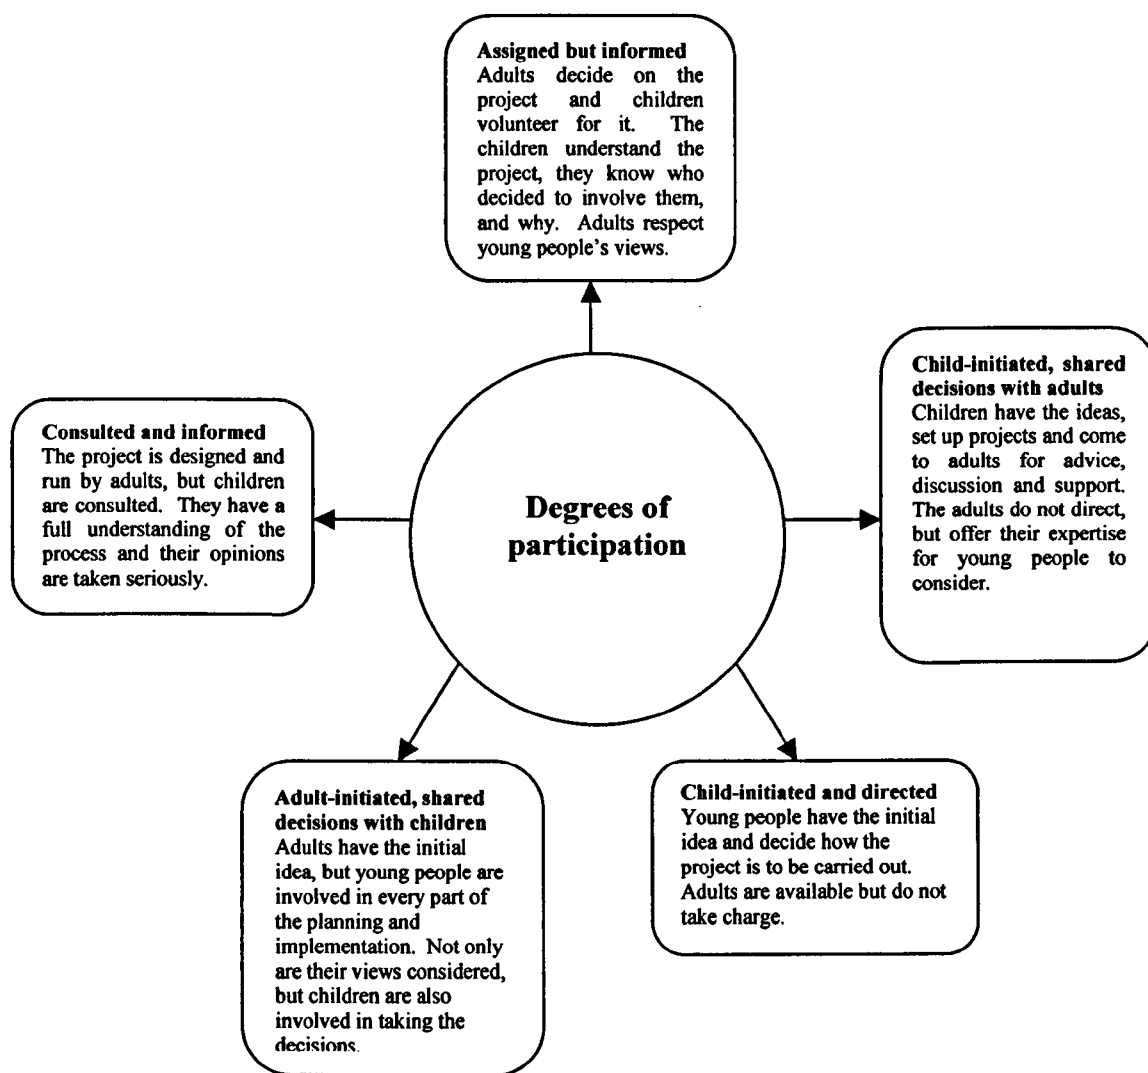 Assigned but informed
Adults decide on the
project and children
volunteer for it. The
children understand the
project, they know who
decided to involve them,
and why. Adults respect
young people's views.
Child-initiated, shared
decisions with adults
Children have the ideas,
set up projects and come
to adults for advice,
discussion and support.
The adults do not direct,
but offer their expertise
for young people to
consider.
Consulted and informed
The project is designed and
run by adults, but children
are consulted. They have a
full understanding of the
process and their opinions
are taken seriously.
Degrees of
participation
Adult-initiated, shared
decisions with children
Adults have the initial
idea, but young people are
involved in every part of
the planning and
implementation. Not only
are their views considered,
but children are also
involved in taking the
decisions.
Child-initiated and directed
Young people have the initial
idea and decide how the
project is to be carried out.
Adults are available but do not
take charge.